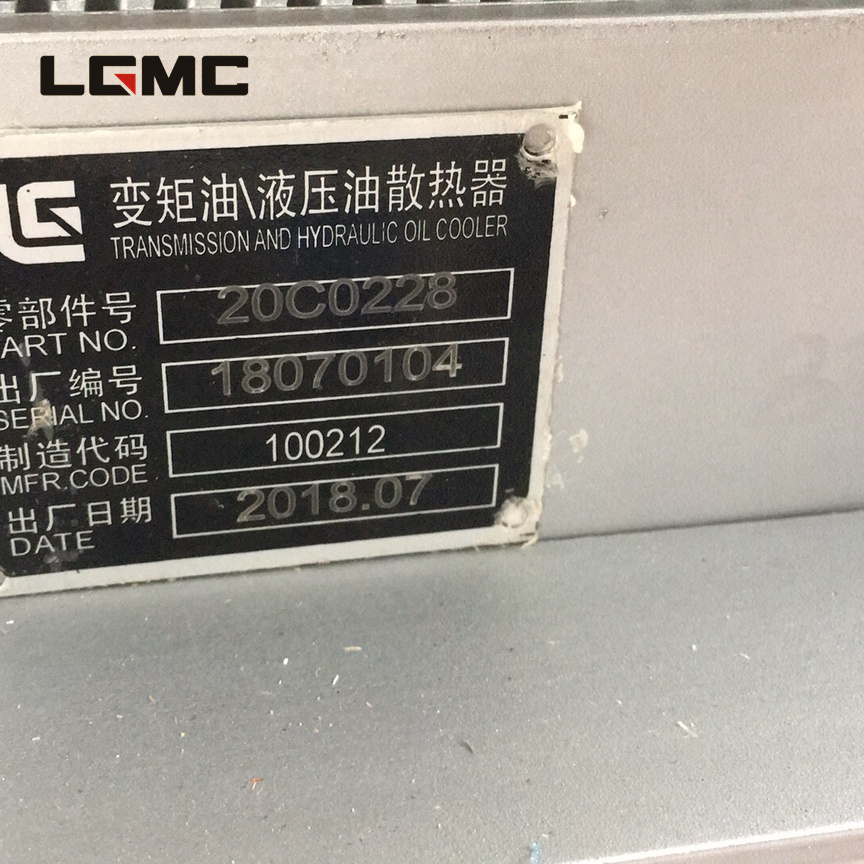 LGMC
变矩油\液压油散热器
TRANSMISSION AND HYDRAULIC OIL COOLER
零部件号
20C0228
ART NO.
出厂编号
18070104
SERIAL NO.
制造代码
100212
MFR.CODE
出厂日期
2018.07
DATE